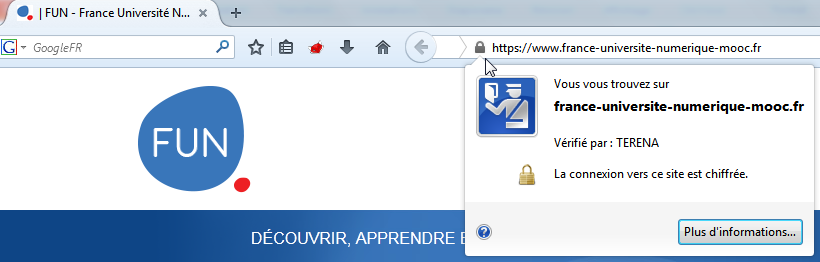 | FUN - France Université N...
GoogleFR
https://www.france-universite-numerique-mooc.fr
Vous vous trouvez sur
france-universite-numerique-mooc.fr
Vérifié par : TERENA
La connexion vers ce site est chiffrée.
Plus d'informations...
FUN
DÉCOUVRIR, APPRENDRE E